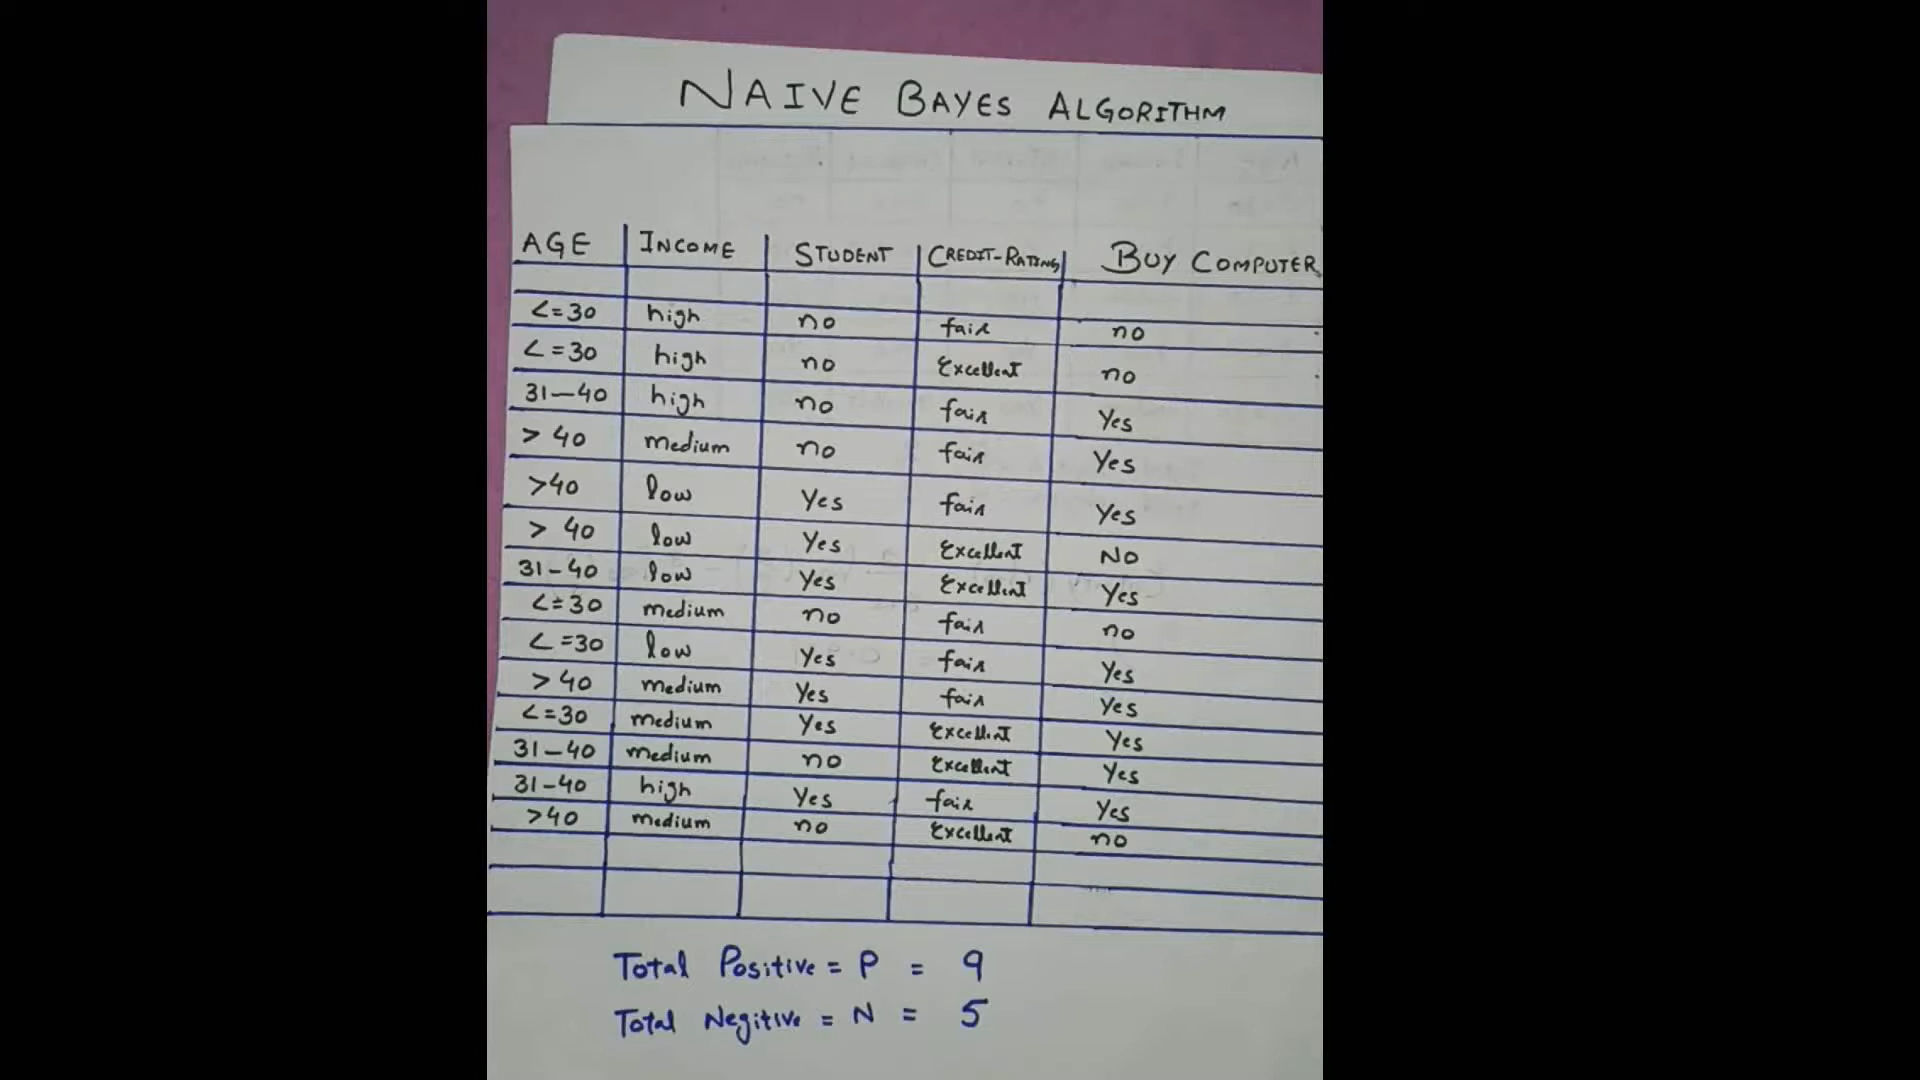 NAIVE BAYES ALGORITHM
AGE INCOME STUDENT CREDIT-RATING BUY COMPUTER
<=30 high no fair no
<=30 high no Excellent no
31-40 high no fair Yes
>40 medium no fair Yes
>40 low Yes fair Yes
>40 low Yes Excellent No
31-40 low Yes Excellent Yes
<=30 medium no fair no
<=30 low Yes fair Yes
>40 medium Yes fair Yes
<=30 medium Yes Excellent Yes
31-40 medium no Excellent Yes
31-40 high Yes fair Yes
>40 medium no Excellent no
Total Positive = P = 9
Total Negitive = N = 5